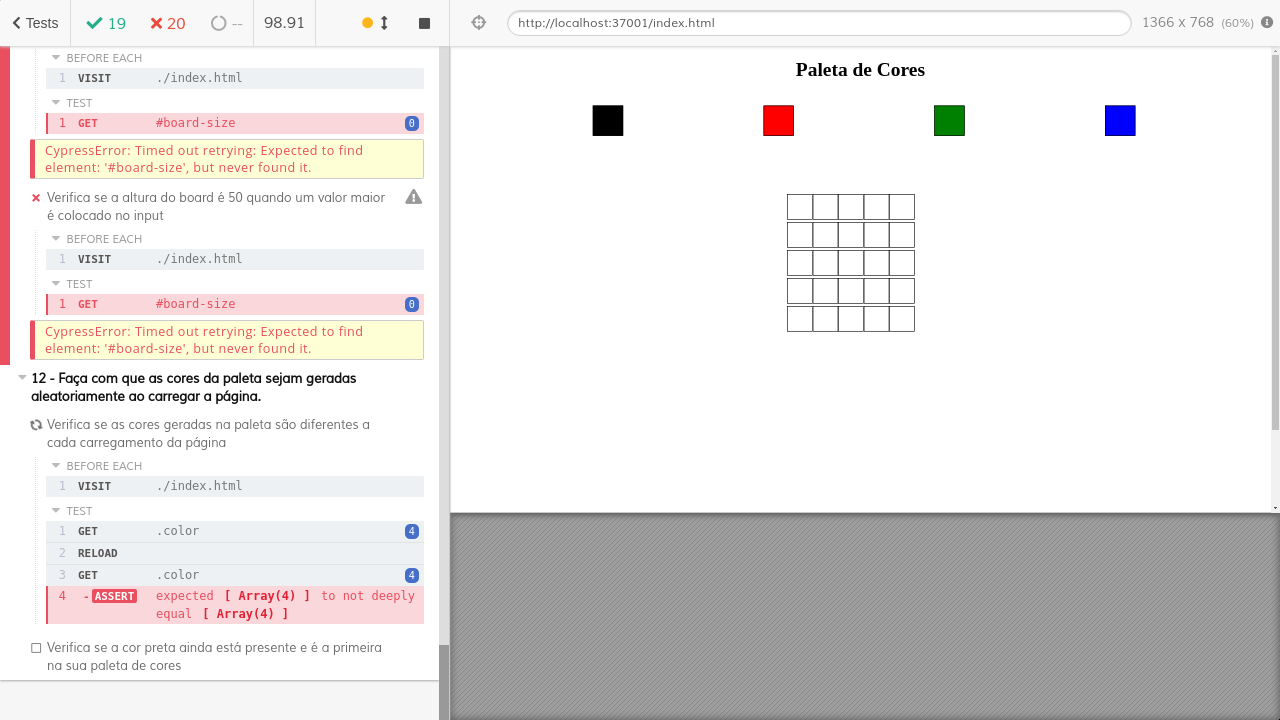 Tests
19
20
--
98.91
BEFORE EACH
1 VISIT ./index.html
TEST
1 GET #board-size 0
CypressError: Timed out retrying: Expected to find
element: '#board-size', but never found it.
Verifica se a altura do board é 50 quando um valor maior
é colocado no input
BEFORE EACH
1 VISIT ./index.html
TEST
1 GET #board-size 0
CypressError: Timed out retrying: Expected to find
element: '#board-size', but never found it.
12 - Faça com que as cores da paleta sejam geradas
aleatoriamente ao carregar a página.
Verifica se as cores geradas na paleta são diferentes a
cada carregamento da página
BEFORE EACH
1 VISIT ./index.html
TEST
1 GET .color 4
2 RELOAD
3 GET .color 4
4 -ASSERT expected [ Array(4) ] to not deeply
equal [ Array(4) ]
Verifica se a cor preta ainda está presente e é a primeira
na sua paleta de cores
http://localhost:37001/index.html
1366 x 768 (60%)
Paleta de Cores